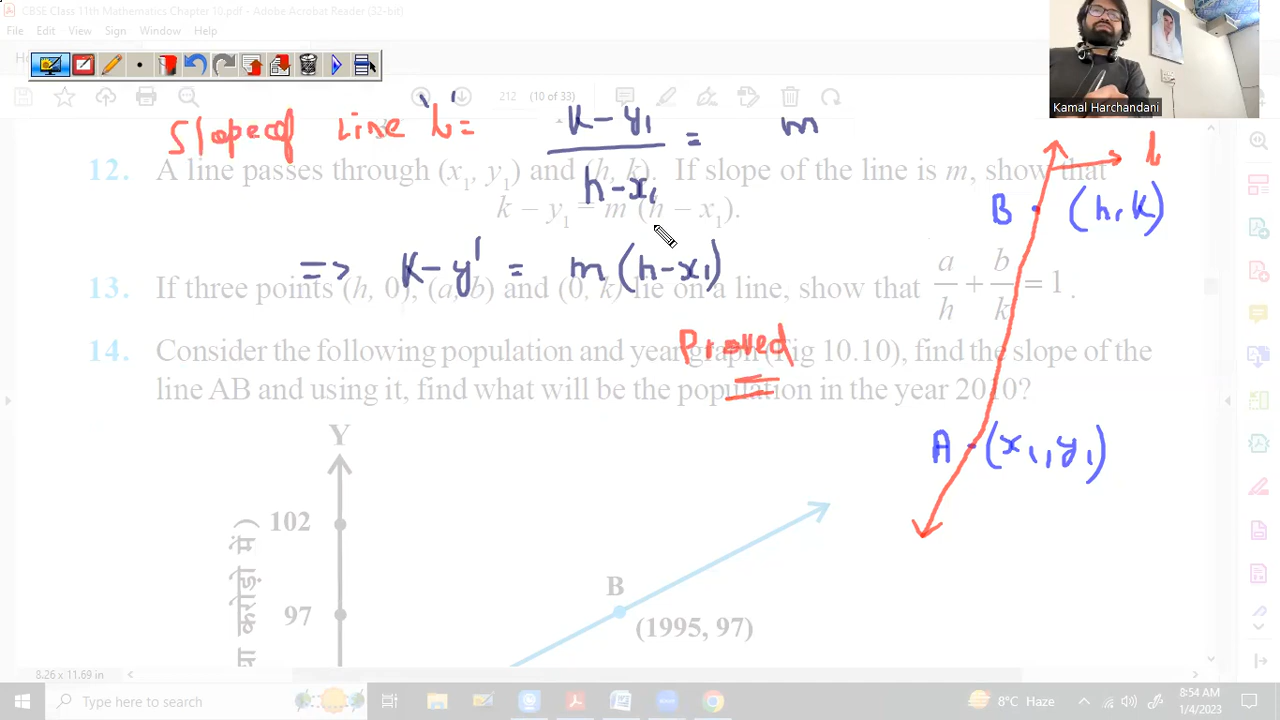 CBSE Class 11th Mathematics Chapter 10.pdf - Adobe Acrobat Reader (32-bit)
File Edit View Sign Window Help
212 (10 of 33)
Kamal Harchandani
Slope of Line 'L' = k - y₁ / h - x₁ = m
12. A line passes through (x₁, y₁) and (h, k). If slope of the line is m, show that
k – y₁ = m (h – x₁).
=> k - y' = m (h - x₁)
13. If three points (h, 0), (a, b) and (0, k) lie on a line, show that a/h + b/k = 1.
Proved
14. Consider the following population and year graph (Fig 10.10), find the slope of the
line AB and using it, find what will be the population in the year 2010?
L
B (h, k)
A (x₁, y₁)
Y
102
97
करोड़ों में)
B
(1995, 97)
8.26 x 11.69 in
Type here to search
8°C Haze
8:54 AM
1/4/2023